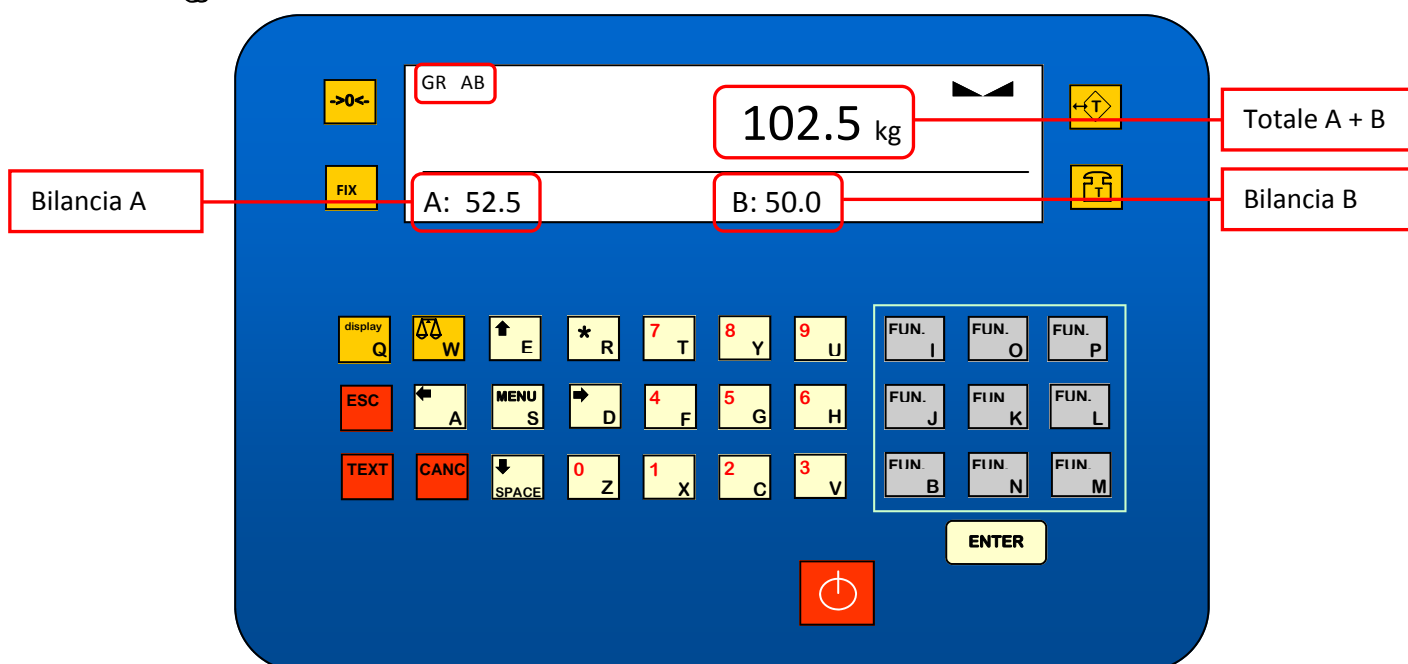 GR AB
102.5 kg
A: 52.5
B: 50.0
Totale A + B
Bilancia A
Bilancia B
->0<-
T
FIX
T
display Q
W
E
* R
7 T
8 Y
9 U
FUN. I
FUN. O
FUN. P
ESC
A
MENU S
D
4 F
5 G
6 H
FUN. J
FUN K
FUN. L
TEXT
CANC
SPACE
0 Z
1 X
2 C
3 V
FUN. B
FUN. N
FUN. M
ENTER